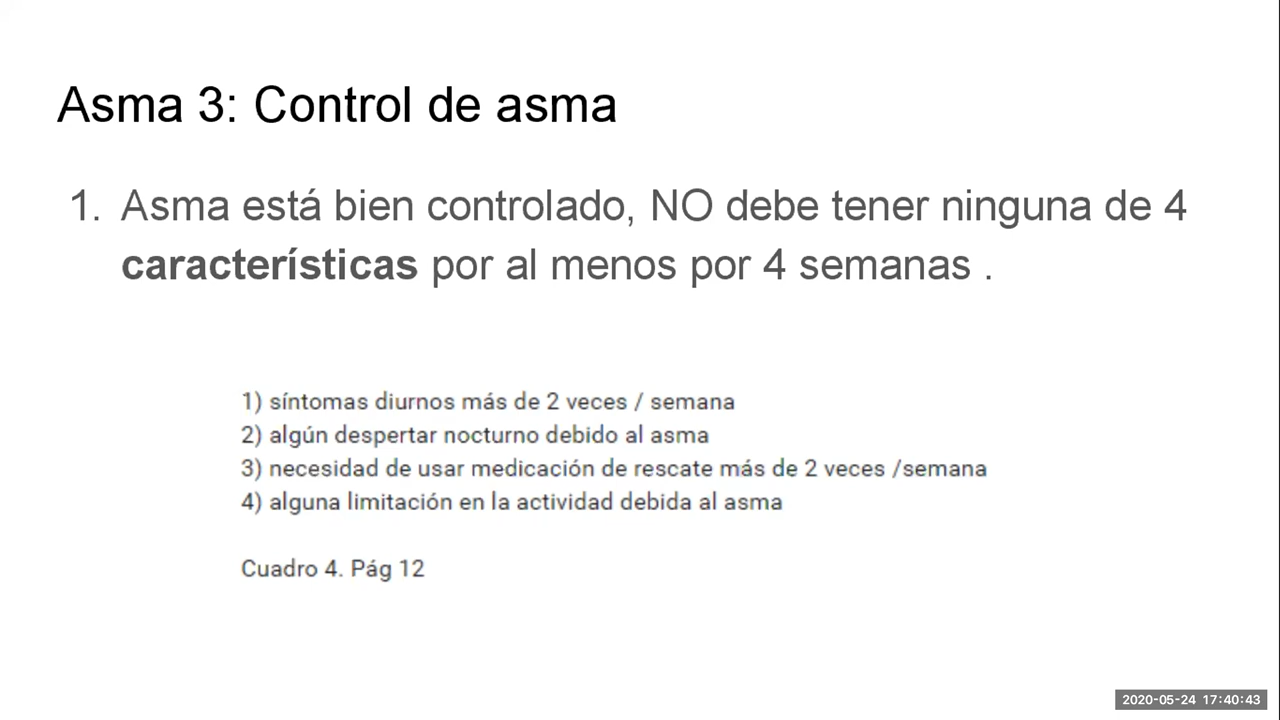 Asma 3: Control de asma
1. Asma está bien controlado, NO debe tener ninguna de 4
características por al menos por 4 semanas .
1) síntomas diurnos más de 2 veces / semana
2) algún despertar nocturno debido al asma
3) necesidad de usar medicación de rescate más de 2 veces /semana
4) alguna limitación en la actividad debida al asma
Cuadro 4. Pág 12
2020-05-24 17:40:43